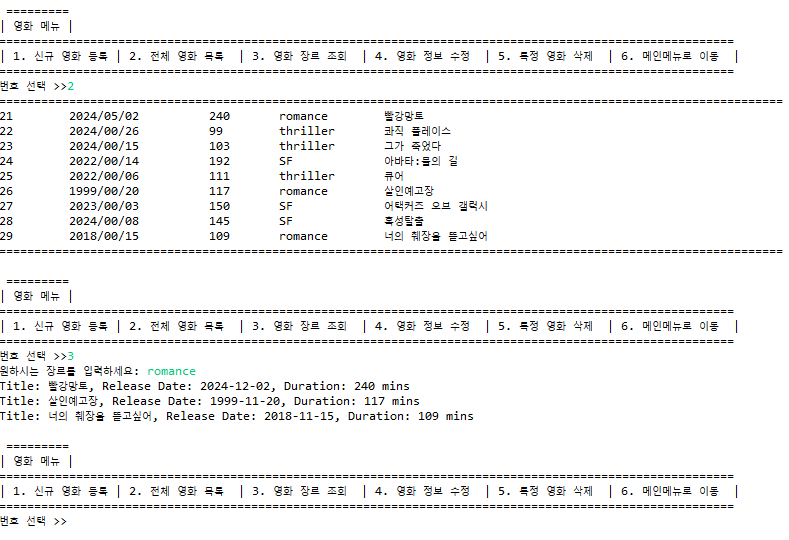 =========
| 영화 메뉴 |
=========================================================================================================
| 1. 신규 영화 등록 | 2. 전체 영화 목록 | 3. 영화 장르 조회 | 4. 영화 정보 수정 | 5. 특정 영화 삭제 | 6. 메인메뉴로 이동 |
=========================================================================================================
번호 선택 >>2
================================================================================================================
21 2024/05/02 240 romance 빨강망토
22 2024/00/26 99 thriller 콰직 플레이스
23 2024/00/15 103 thriller 그가 죽었다
24 2022/00/14 192 SF 아바타:물의 길
25 2022/00/06 111 thriller 큐어
26 1999/00/20 117 romance 살인예고장
27 2023/00/03 150 SF 어택커즈 오브 갤럭시
28 2024/00/08 145 SF 혹성탈출
29 2018/00/15 109 romance 너의 췌장을 뜯고싶어
================================================================================================================
=========
| 영화 메뉴 |
=========================================================================================================
| 1. 신규 영화 등록 | 2. 전체 영화 목록 | 3. 영화 장르 조회 | 4. 영화 정보 수정 | 5. 특정 영화 삭제 | 6. 메인메뉴로 이동 |
=========================================================================================================
번호 선택 >>3
원하시는 장르를 입력하세요: romance
Title: 빨강망토, Release Date: 2024-12-02, Duration: 240 mins
Title: 살인예고장, Release Date: 1999-11-20, Duration: 117 mins
Title: 너의 췌장을 뜯고싶어, Release Date: 2018-11-15, Duration: 109 mins
=========
| 영화 메뉴 |
=========================================================================================================
| 1. 신규 영화 등록 | 2. 전체 영화 목록 | 3. 영화 장르 조회 | 4. 영화 정보 수정 | 5. 특정 영화 삭제 | 6. 메인메뉴로 이동 |
=========================================================================================================
번호 선택 >>